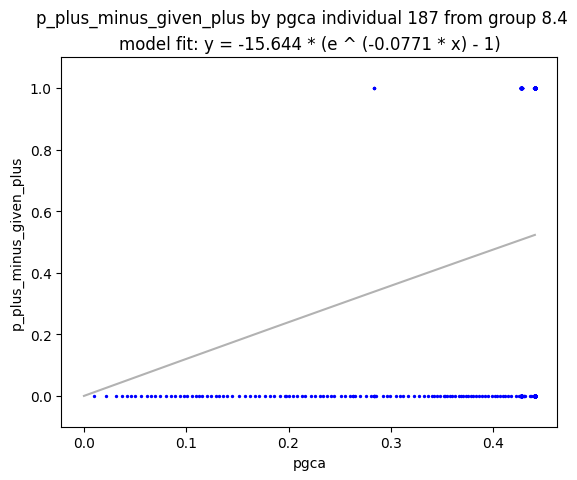 p_plus_minus_given_plus by pgca individual 187 from group 8.4
model fit: y = -15.644 * (e ^ (-0.0771 * x) - 1)
p_plus_minus_given_plus
1.0
0.8
0.6
0.4
0.2
0.0
0.0 0.1 0.2 0.3 0.4
pgca